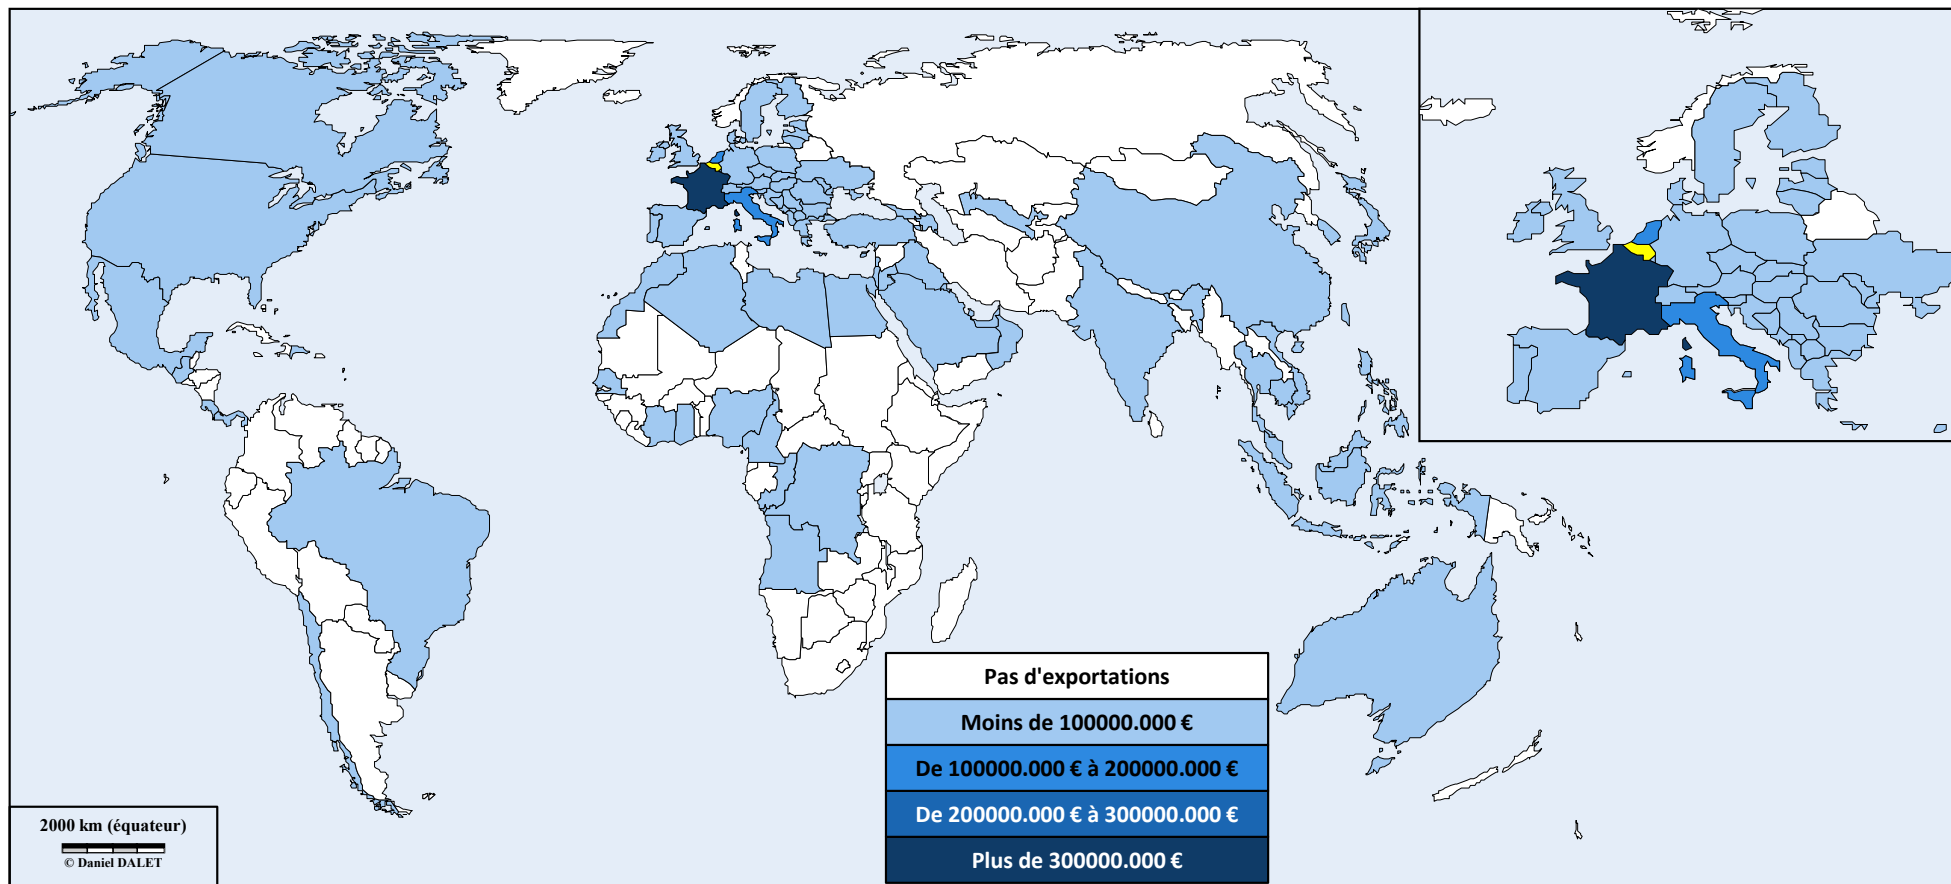 Pas d'exportations
Moins de 100000.000 €
De 100000.000 € à 200000.000 €
De 200000.000 € à 300000.000 €
Plus de 300000.000 €
2000 km (équateur)
© Daniel DALET